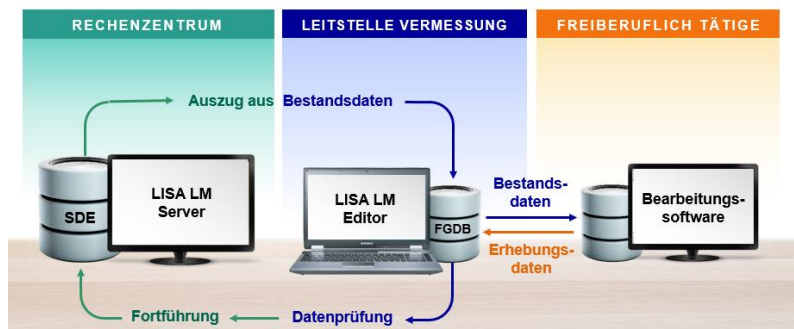 RECHENZENTRUM
LEITSTELLE VERMESSUNG
FREIBERUFLICH TÄTIGE
Auszug aus Bestandsdaten
SDE
LISA LM
Server
LISA LM
Editor
FGDB
Bestands-
daten
Erhebungs-
daten
Bearbeitungs-
software
Fortführung
Datenprüfung